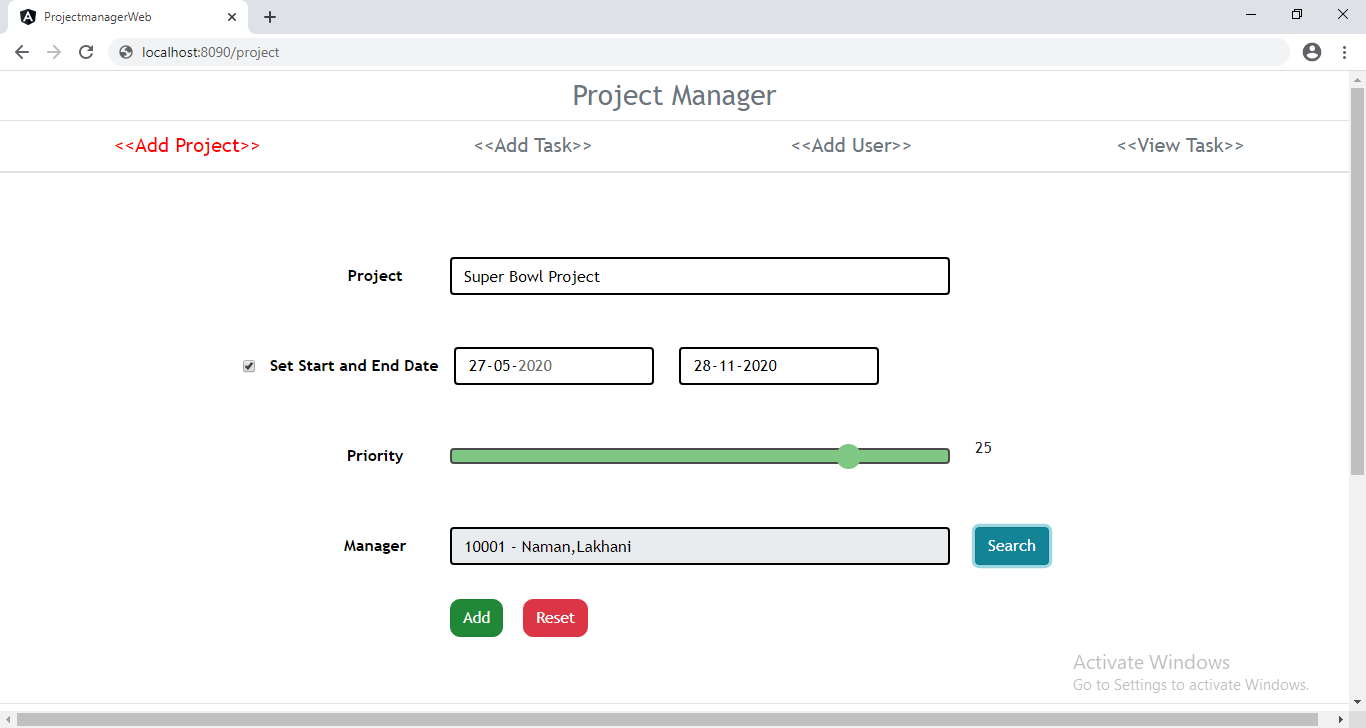 ProjectmanagerWeb
localhost:8090/project
Project Manager
<<Add Project>> <<Add Task>> <<Add User>> <<View Task>>
Project Super Bowl Project
Set Start and End Date 27-05-2020 28-11-2020
Priority 25
Manager 10001 - Naman,Lakhani Search
Add Reset
Activate Windows
Go to Settings to activate Windows.